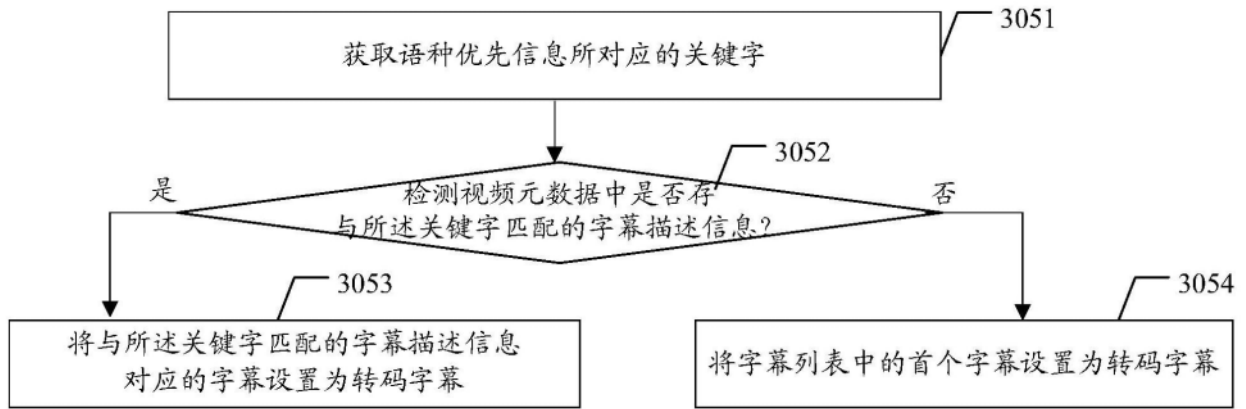 3051
获取语种优先信息所对应的关键字
3052
检测视频元数据中是否存
与所述关键字匹配的字幕描述信息?
是
否
3053
将与所述关键字匹配的字幕描述信息
对应的字幕设置为转码字幕
3054
将字幕列表中的首个字幕设置为转码字幕